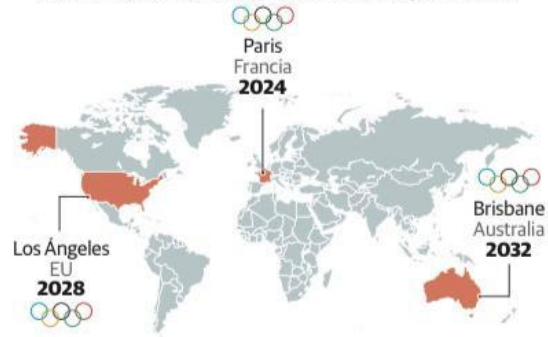 Paris
Francia
2024
Brisbane
Australia
2032
Los Ángeles
EU
2028